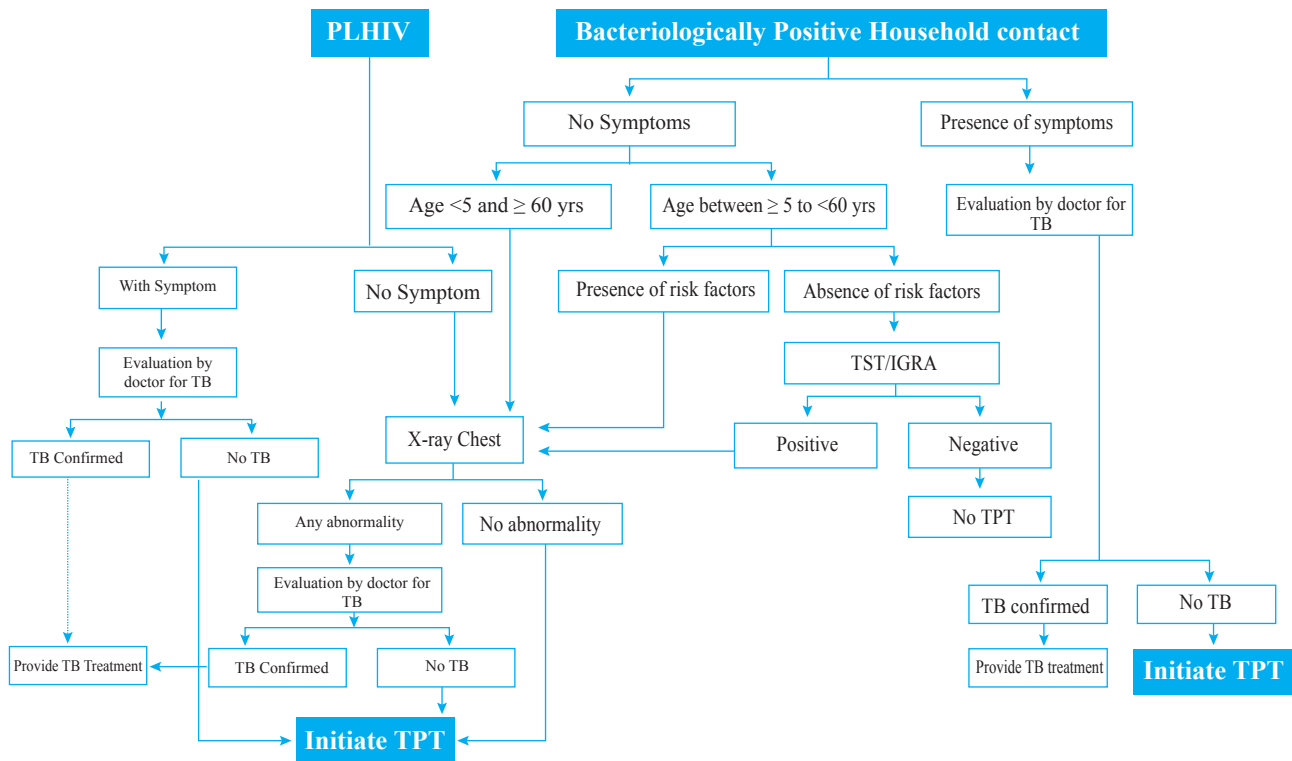 PLHIV
Bacteriologically Positive Household contact
No Symptoms
Presence of symptoms
Age <5 and ≥ 60 yrs
Age between ≥ 5 to <60 yrs
Evaluation by doctor for
TB
With Symptom
No Symptom
Presence of risk factors
Absence of risk factors
Evaluation by
doctor for TB
TST/IGRA
X-ray Chest
Positive
Negative
TB Confirmed
No TB
Any abnormality
No abnormality
No TPT
Evaluation by doctor for
TB
TB confirmed
No TB
Provide TB Treatment
TB Confirmed
No TB
Provide TB treatment
Initiate TPT
Initiate TPT